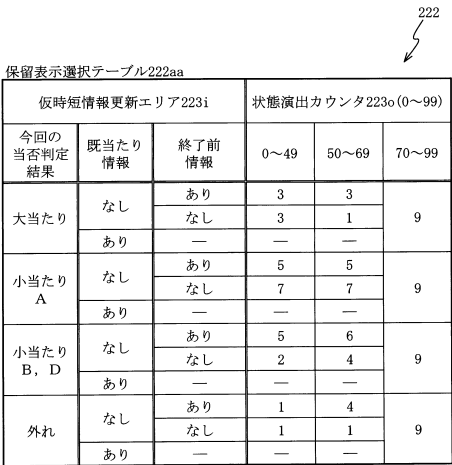 222
保留表示選択テーブル222aa
仮時短情報更新エリア223i 状態演出カウンタ223o(0〜99)
今回の当否判定結果 既当たり情報 終了前情報 0〜49 50〜69 70〜99
大当たり なし あり 3 3 9
なし 3 1
あり — — —
小当たりA なし あり 5 5 9
なし 7 7
あり — — —
小当たりB, D なし あり 5 6 9
なし 2 4
あり — — —
外れ なし あり 1 4 9
なし 1 1
あり — — —